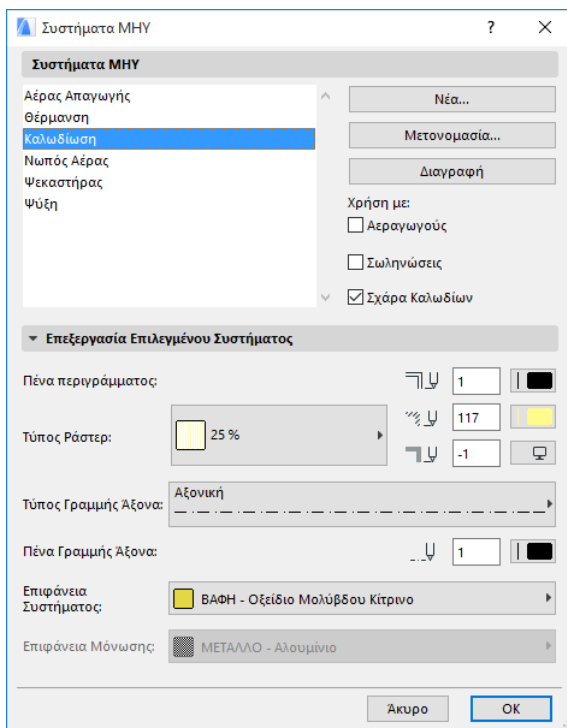 Συστήματα ΜΗΥ
?
Συστήματα ΜΗΥ
Αέρας Απαγωγής
Θέρμανση
Καλωδίωση
Νωπός Αέρας
Ψεκαστήρας
Ψύξη
Νέα...
Μετονομασία...
Διαγραφή
Χρήση με:
Αεραγωγούς
Σωληνώσεις
Σχάρα Καλωδίων
Επεξεργασία Επιλεγμένου Συστήματος
Πένα περιγράμματος:
1
Τύπος Ράστερ:
25 %
117
-1
Τύπος Γραμμής Άξονα:
Αξονική
Πένα Γραμμής Άξονα:
1
Επιφάνεια
Συστήματος:
ΒΑΦΗ - Οξείδιο Μολύβδου Κίτρινο
Επιφάνεια Μόνωσης:
ΜΕΤΑΛΛΟ - Αλουμίνιο
Άκυρο
OK